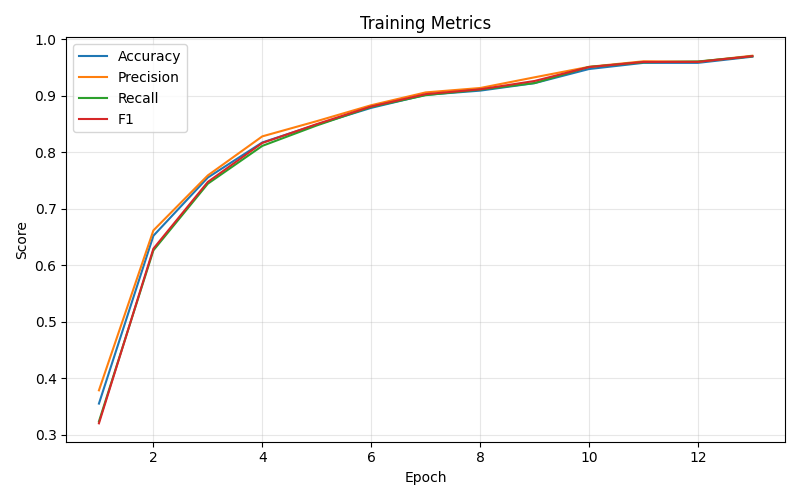 Training Metrics
1.0
0.9
0.8
0.7
0.6
0.5
0.4
0.3
Score
Accuracy
Precision
Recall
F1
2 4 6 8 10 12
Epoch